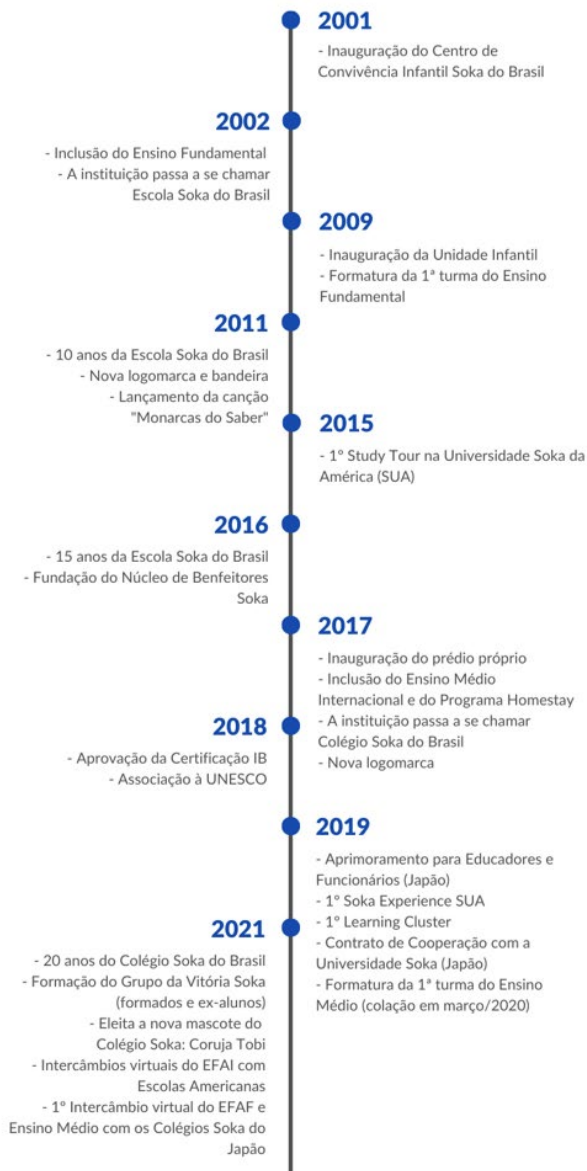 2001
- Inauguração do Centro de
Convivência Infantil Soka do Brasil
2002
- Inclusão do Ensino Fundamental
- A instituição passa a se chamar
Escola Soka do Brasil
2009
- Inauguração da Unidade Infantil
- Formatura da 1ª turma do Ensino
Fundamental
2011
- 10 anos da Escola Soka do Brasil
- Nova logomarca e bandeira
- Lançamento da canção
"Monarcas do Saber"
2015
- 1º Study Tour na Universidade Soka da
América (SUA)
2016
- 15 anos da Escola Soka do Brasil
- Fundação do Núcleo de Benfeitores
Soka
2017
- Inauguração do prédio próprio
- Inclusão do Ensino Médio
Internacional e do Programa Homestay
- A instituição passa a se chamar
Colégio Soka do Brasil
- Nova logomarca
2018
- Aprovação da Certificação IB
- Associação à UNESCO
2019
- Aprimoramento para Educadores e
Funcionários (Japão)
- 1º Soka Experience SUA
- 1º Learning Cluster
- Contrato de Cooperação com a
Universidade Soka (Japão)
- Formatura da 1ª turma do Ensino
Médio (colação em março/2020)
2021
- 20 anos do Colégio Soka do Brasil
- Formação do Grupo da Vitória Soka
(formados e ex-alunos)
- Eleita a nova mascote do
Colégio Soka: Coruja Tobi
- Intercâmbios virtuais do EFAI com
Escolas Americanas
- 1º Intercâmbio virtual do EFAF e
Ensino Médio com os Colégios Soka do
Japão